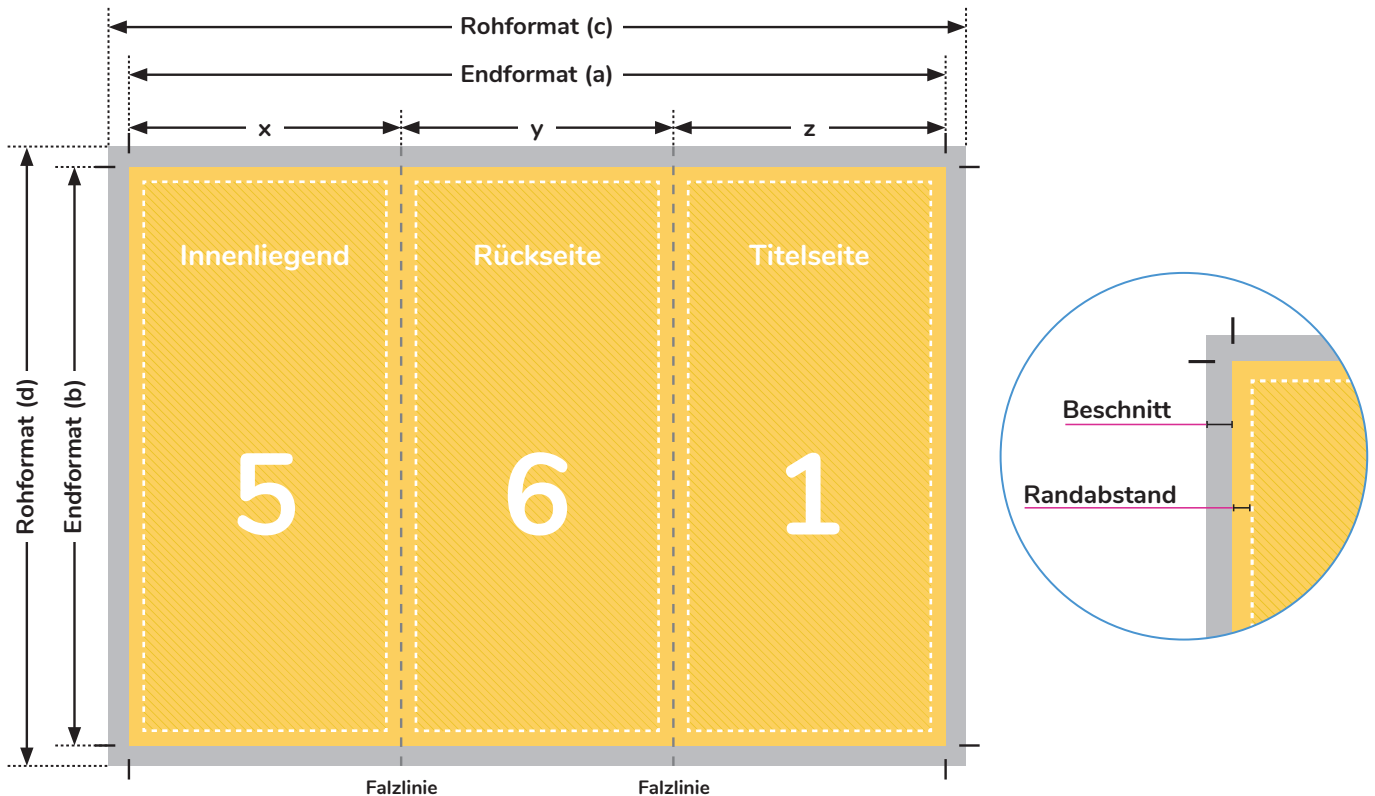 Rohformat (c)
Endformat (a)
x
y
z
Rohformat (d)
Endformat (b)
Innenliegend
Rückseite
Titelseite
5
6
1
Falzlinie
Falzlinie
Beschnitt
Randabstand